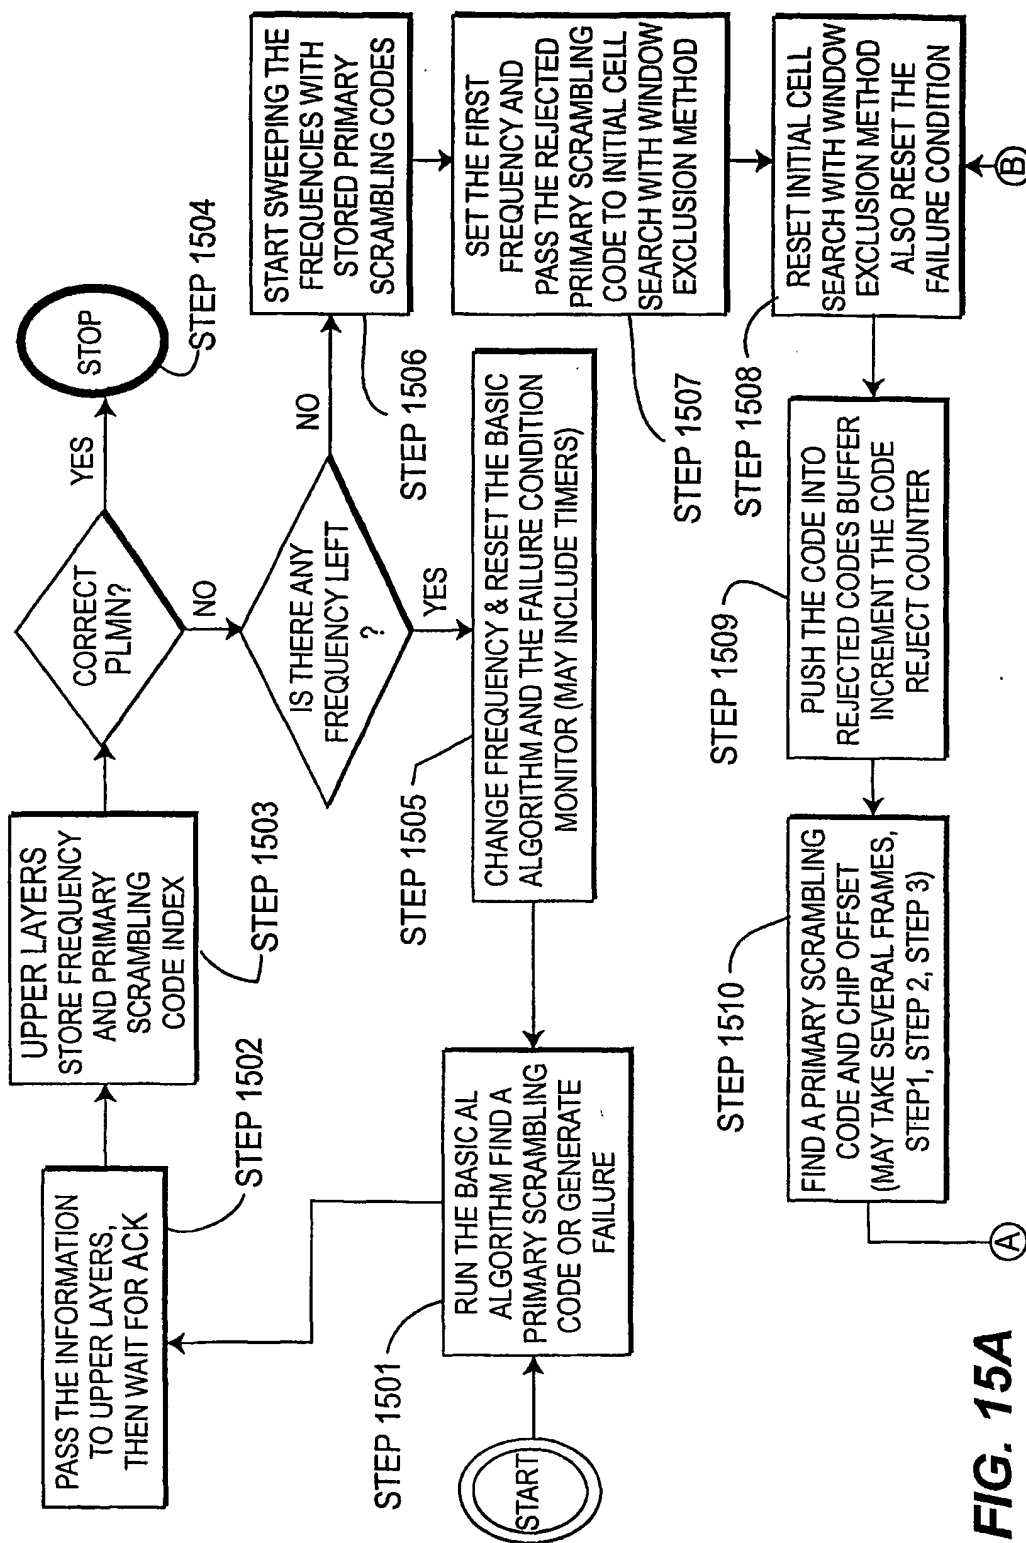 START
RUN THE BASIC AL
ALGORITHM FIND A
PRIMARY SCRAMBLING
CODE OR GENERATE
FAILURE
STEP 1501
PASS THE INFORMATION
TO UPPER LAYERS,
THEN WAIT FOR ACK
STEP 1502
UPPER LAYERS
STORE FREQUENCY
AND PRIMARY
SCRAMBLING
CODE INDEX
STEP 1503
CORRECT
PLMN?
YES
STOP
STEP 1504
NO
IS THERE ANY
FREQUENCY LEFT
?
NO
YES
CHANGE FREQUENCY & RESET THE BASIC
ALGORITHM AND THE FAILURE CONDITION
MONITOR (MAY INCLUDE TIMERS)
STEP 1505
START SWEEPING THE
FREQUENCIES WITH
STORED PRIMARY
SCRAMBLING CODES
STEP 1506
SET THE FIRST
FREQUENCY AND
PASS THE REJECTED
PRIMARY SCRAMBLING
CODE TO INITIAL CELL
SEARCH WITH WINDOW
EXCLUSION METHOD
STEP 1507
RESET INITIAL CELL
SEARCH WITH WINDOW
EXCLUSION METHOD
ALSO RESET THE
FAILURE CONDITION
STEP 1508
B
PUSH THE CODE INTO
REJECTED CODES BUFFER
INCREMENT THE CODE
REJECT COUNTER
STEP 1509
FIND A PRIMARY SCRAMBLING
CODE AND CHIP OFFSET
(MAY TAKE SEVERAL FRAMES,
STEP1, STEP 2, STEP 3)
STEP 1510
A
FIG. 15A